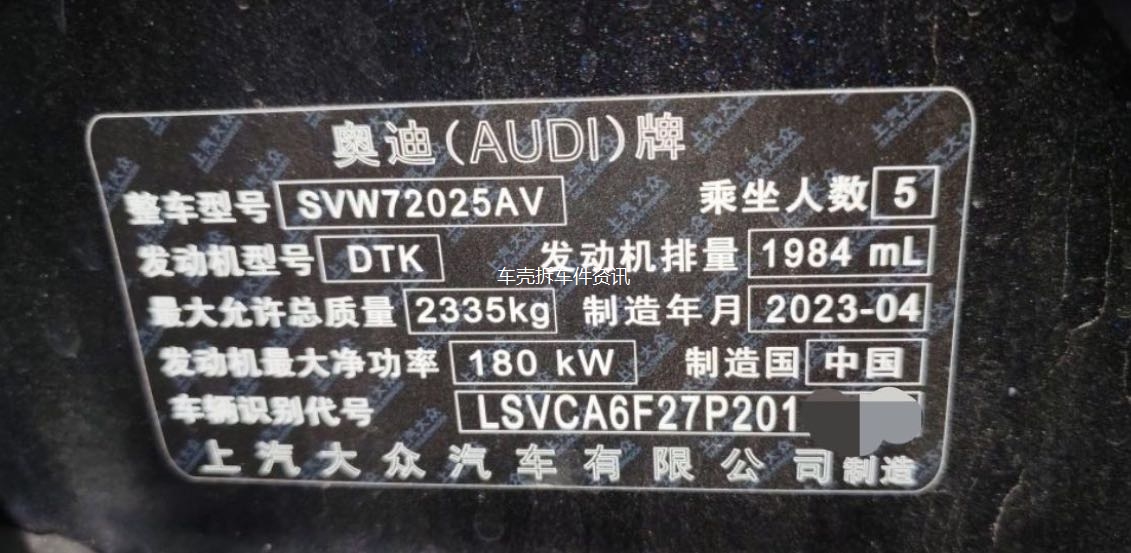 奥迪(AUDI)牌
整车型号 SVW72025AV 乘坐人数 5
发动机型号 DTK 发动机排量 1984 mL
车壳拆车件资讯
最大允许总质量 2335kg 制造年月 2023-04
发动机最大净功率 180 kW 制造国 中国
车辆识别代号 LSVCA6F27P201
上汽大众汽车有限公司制造